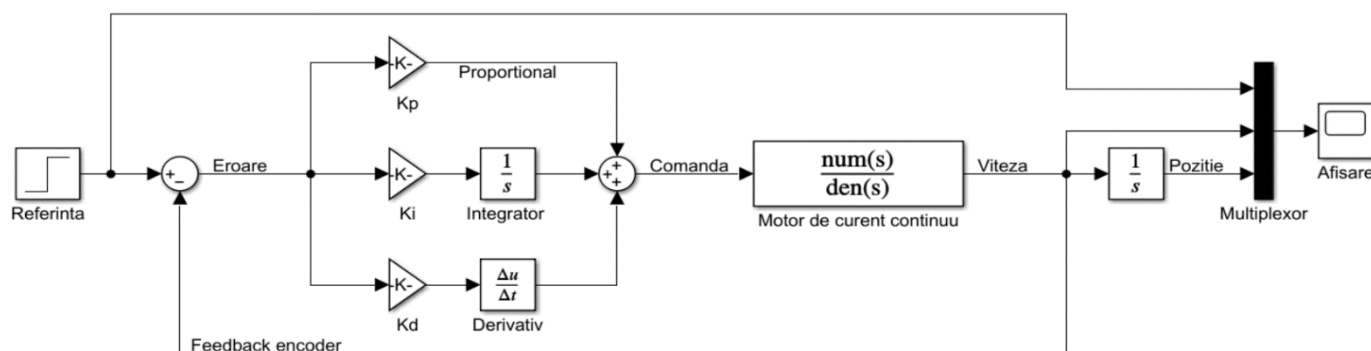 -K-
Proportional
Kp
+
−
Eroare
Referinta
-K-
Ki
1
s
Integrator
+
+
+
Comanda
num(s)
den(s)
Motor de curent continuu
Viteza
1
s
Pozitie
Multiplexor
Afisare
-K-
Kd
Δu
Δt
Derivativ
Feedback encoder